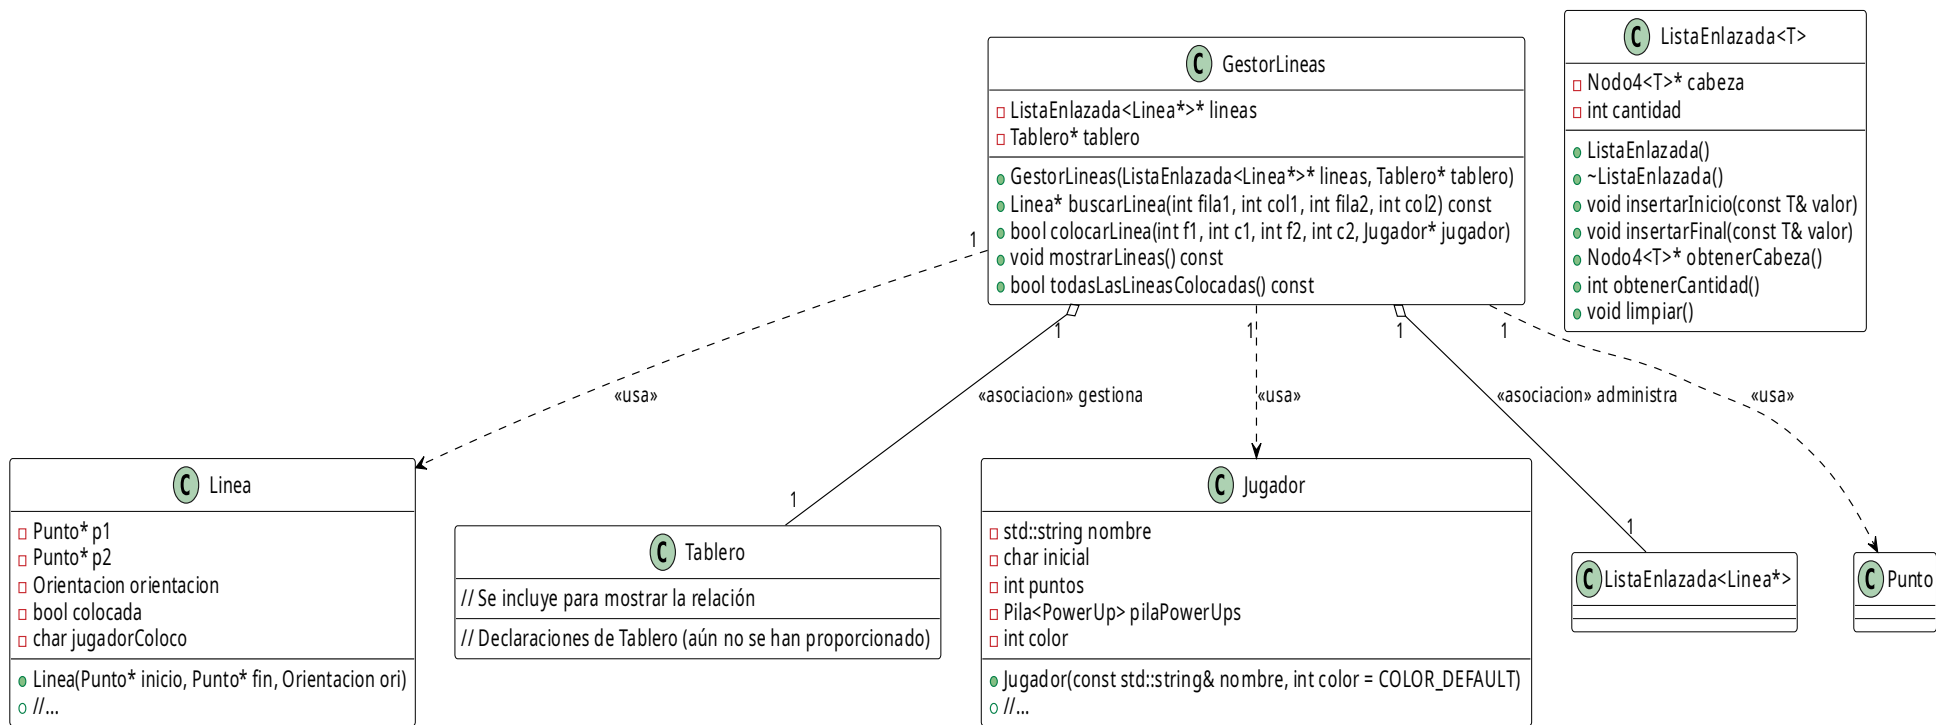 C GestorLineas
ListaEnlazada<Linea*>* lineas
Tablero* tablero
GestorLineas(ListaEnlazada<Linea*>* lineas, Tablero* tablero)
Linea* buscarLinea(int fila1, int col1, int fila2, int col2) const
bool colocarLinea(int f1, int c1, int f2, int c2, Jugador* jugador)
void mostrarLineas() const
bool todasLasLineasColocadas() const
C ListaEnlazada<T>
Nodo4<T>* cabeza
int cantidad
ListaEnlazada()
~ListaEnlazada()
void insertarInicio(const T& valor)
void insertarFinal(const T& valor)
Nodo4<T>* obtenerCabeza()
int obtenerCantidad()
void limpiar()
1
1
1
1
1
«usa»
«asociacion» gestiona
«usa»
«asociacion» administra
«usa»
1
1
C Linea
Punto* p1
Punto* p2
Orientacion orientacion
bool colocada
char jugadorColoco
Linea(Punto* inicio, Punto* fin, Orientacion ori)
//...
C Tablero
// Se incluye para mostrar la relación
// Declaraciones de Tablero (aún no se han proporcionado)
C Jugador
std::string nombre
char inicial
int puntos
Pila<PowerUp> pilaPowerUps
int color
Jugador(const std::string& nombre, int color = COLOR_DEFAULT)
//...
C ListaEnlazada<Linea*>
C Punto